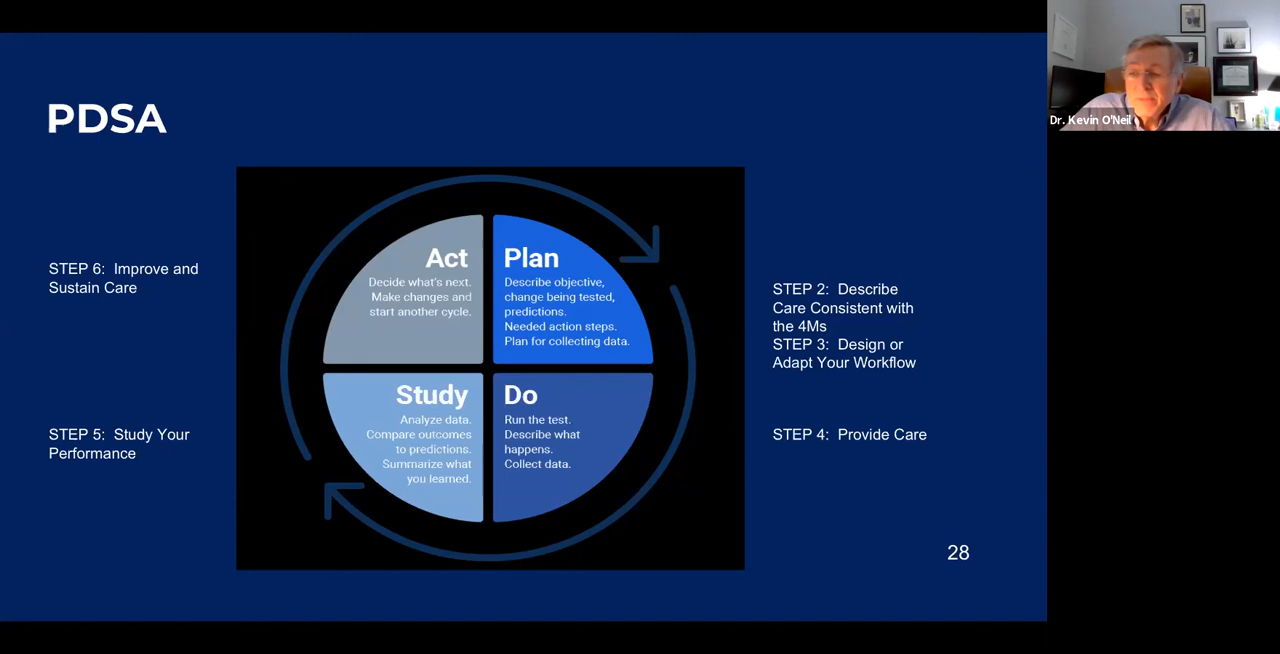 PDSA
STEP 6: Improve and
Sustain Care
STEP 5: Study Your
Performance
Act
Decide what's next.
Make changes and
start another cycle.
Plan
Describe objective,
change being tested,
predictions.
Needed action steps.
Plan for collecting data.
Study
Analyze data.
Compare outcomes
to predictions.
Summarize what
you learned.
Do
Run the test.
Describe what
happens.
Collect data.
STEP 2: Describe
Care Consistent with
the 4Ms
STEP 3: Design or
Adapt Your Workflow
STEP 4: Provide Care
28
Dr. Kevin O'Neil